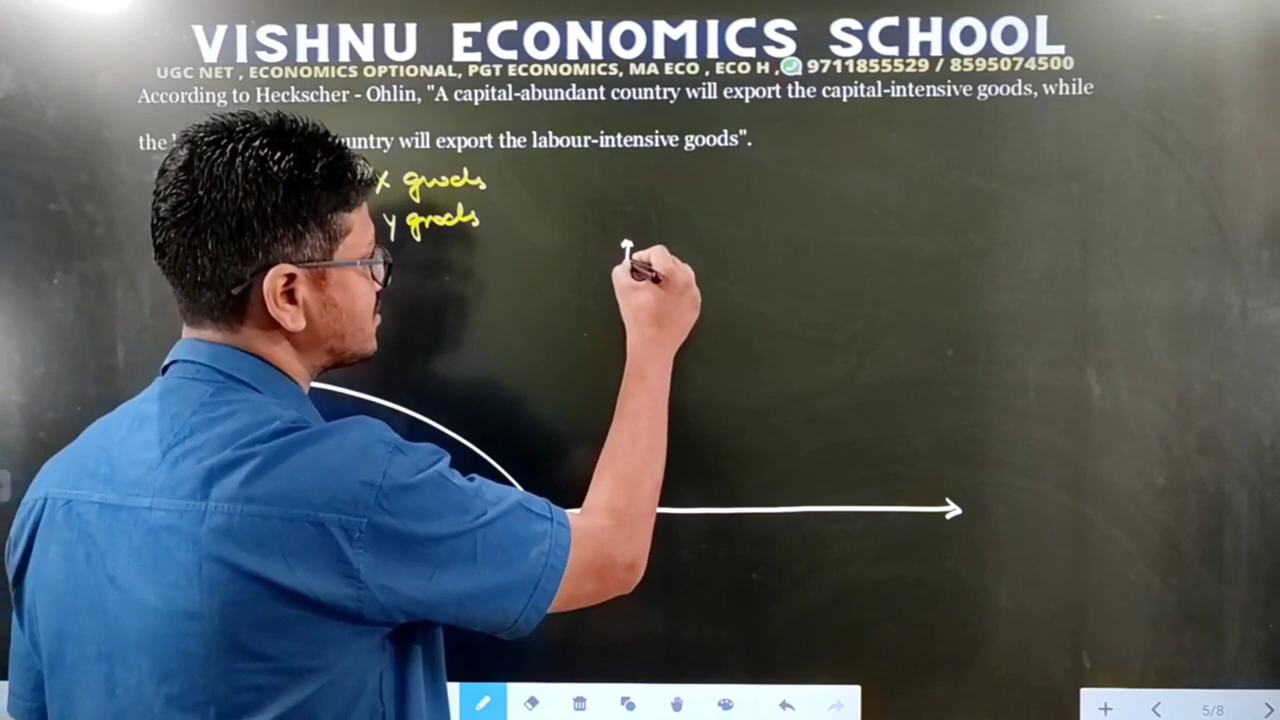 VISHNU ECONOMICS SCHOOL
UGC NET , ECONOMICS OPTIONAL, PGT ECONOMICS, MA ECO , ECO H , 9711855529 / 8595074500
According to Heckscher - Ohlin, "A capital-abundant country will export the capital-intensive goods, while
the will export the labour-intensive goods".
X goods
Y goods
5/8